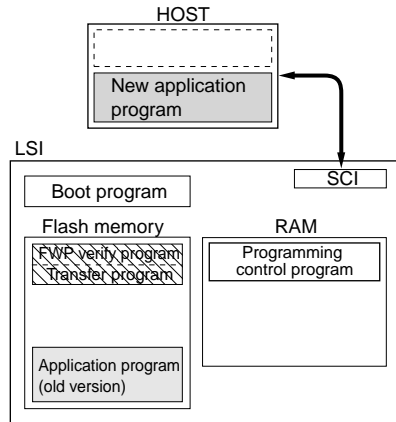 HOST
New application
program
LSI
SCI
Boot program
Flash memory
RAM
FWP verify program
Transfer program
Programming
control program
Application program
(old version)